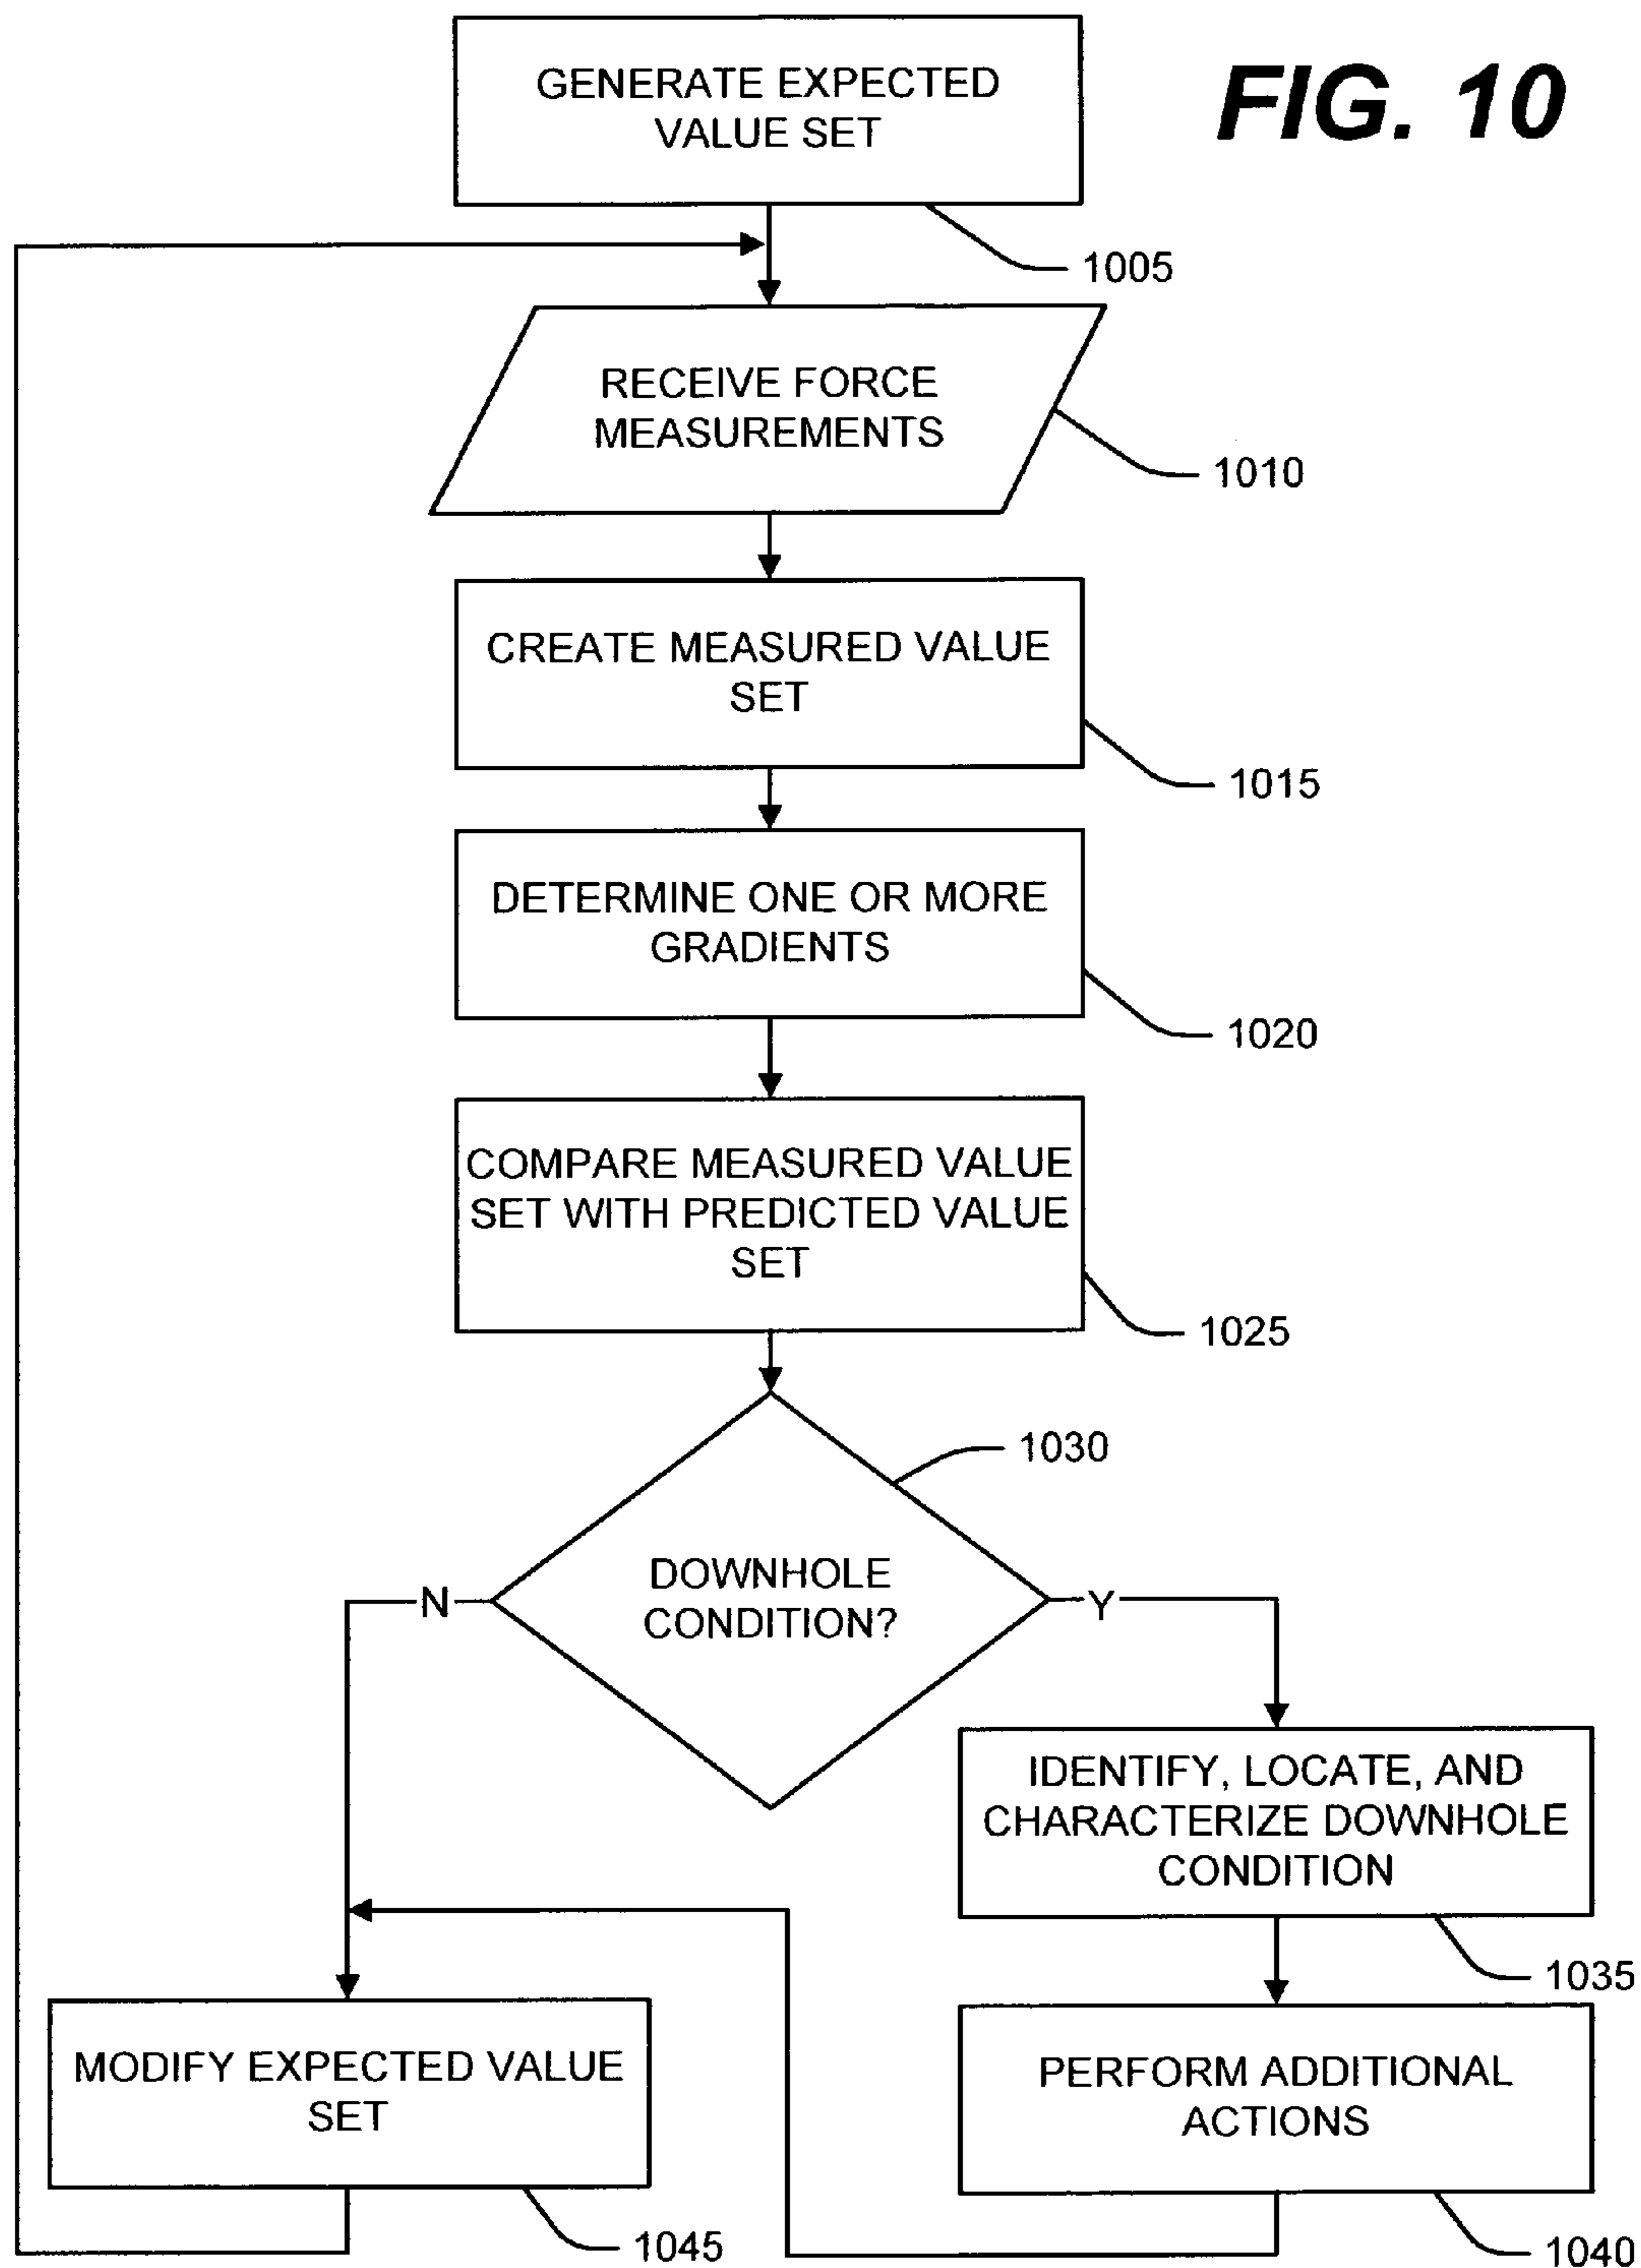 FIG. 10
GENERATE EXPECTED
VALUE SET
1005
RECEIVE FORCE
MEASUREMENTS
1010
CREATE MEASURED VALUE
SET
1015
DETERMINE ONE OR MORE
GRADIENTS
1020
COMPARE MEASURED VALUE
SET WITH PREDICTED VALUE
SET
1025
DOWNHOLE
CONDITION?
1030
N
Y
IDENTIFY, LOCATE, AND
CHARACTERIZE DOWNHOLE
CONDITION
1035
PERFORM ADDITIONAL
ACTIONS
1040
MODIFY EXPECTED VALUE
SET
1045